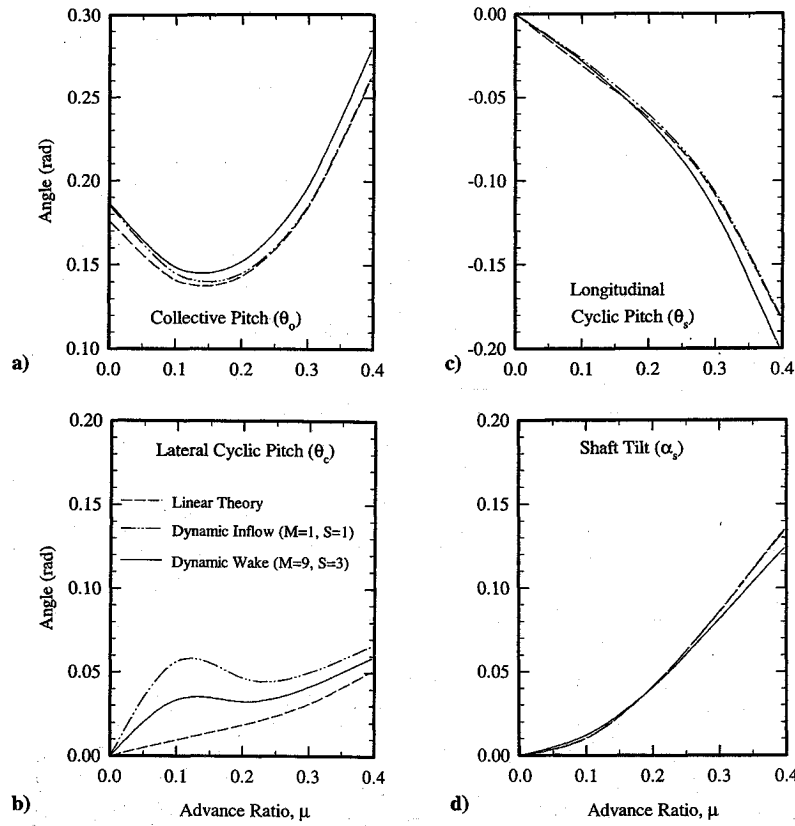 0.30
0.25
0.20
0.15
0.10
Angle (rad)
Collective Pitch (θo)
a)
0.0 0.1 0.2 0.3 0.4
0.00
-0.05
-0.10
-0.15
-0.20
Longitudinal
Cyclic Pitch (θs)
c)
0.0 0.1 0.2 0.3 0.4
0.20
0.15
0.10
0.05
0.00
Angle (rad)
Lateral Cyclic Pitch (θc)
Linear Theory
Dynamic Inflow (M=1, S=1)
Dynamic Wake (M=9, S=3)
0.0 0.1 0.2 0.3 0.4
b)
Advance Ratio, μ
0.20
0.15
0.10
0.05
0.00
Shaft Tilt (αs)
0.0 0.1 0.2 0.3 0.4
d)
Advance Ratio, μ